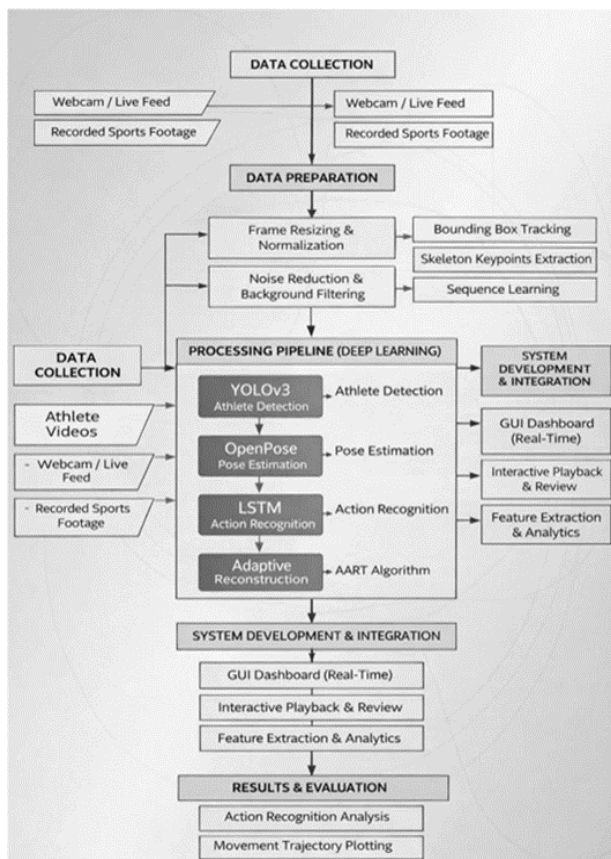 DATA COLLECTION
Webcam / Live Feed
Webcam / Live Feed
Recorded Sports Footage
Recorded Sports Footage
DATA PREPARATION
Frame Resizing &
Normalization
Bounding Box Tracking
Skeleton Keypoints Extraction
Noise Reduction &
Background Filtering
Sequence Learning
DATA
COLLECTION
Athlete
Videos
- Webcam / Live
Feed
- Recorded Sports
Footage
PROCESSING PIPELINE (DEEP LEARNING)
YOLOv3
Athlete Detection
Athlete Detection
OpenPose
Pose Estimation
Pose Estimation
LSTM
Action Recognition
Action Recognition
Adaptive
Reconstruction
AART Algorithm
SYSTEM
DEVELOPMENT
& INTEGRATION
GUI Dashboard
(Real-Time)
Interactive Playback
& Review
Feature Extraction
& Analytics
SYSTEM DEVELOPMENT & INTEGRATION
GUI Dashboard (Real-Time)
Interactive Playback & Review
Feature Extraction & Analytics
RESULTS & EVALUATION
Action Recognition Analysis
Movement Trajectory Plotting